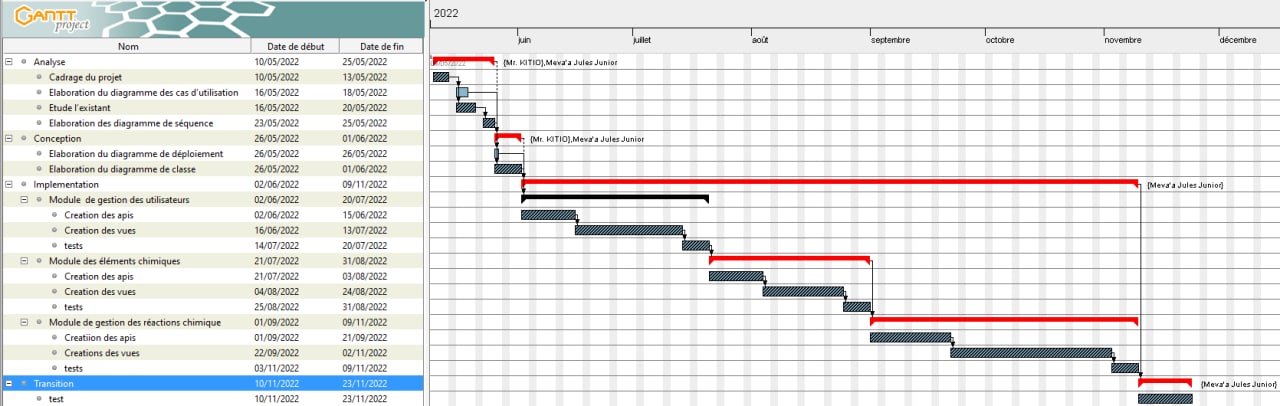 GANTT
project
2022
Nom Date de début Date de fin
juin juillet août septembre octobre novembre décembre
Analyse 10/05/2022 25/05/2022 {Mr. KITIO},Meva'a Jules Junior
Cadrage du projet 10/05/2022 13/05/2022
Elaboration du diagramme des cas d'utilisation 16/05/2022 18/05/2022
Etude l'existant 16/05/2022 20/05/2022
Elaboration des diagramme de séquence 23/05/2022 25/05/2022
Conception 26/05/2022 01/06/2022 {Mr. KITIO},Meva'a Jules Junior
Elaboration du diagramme de déploiement 26/05/2022 26/05/2022
Elaboration du diagramme de classe 26/05/2022 01/06/2022
Implementation 02/06/2022 09/11/2022 {Meva'a Jules Junior}
Module de gestion des utilisateurs 02/06/2022 20/07/2022
Creation des apis 02/06/2022 15/06/2022
Creation des vues 16/06/2022 13/07/2022
tests 14/07/2022 20/07/2022
Module des éléments chimiques 21/07/2022 31/08/2022
Creation des apis 21/07/2022 03/08/2022
Creation des vues 04/08/2022 24/08/2022
tests 25/08/2022 31/08/2022
Module de gestion des réactions chimique 01/09/2022 09/11/2022
Creatiion des apis 01/09/2022 21/09/2022
Creations des vues 22/09/2022 02/11/2022
tests 03/11/2022 09/11/2022
Transition 10/11/2022 23/11/2022 {Meva'a Jules Junior}
test 10/11/2022 23/11/2022